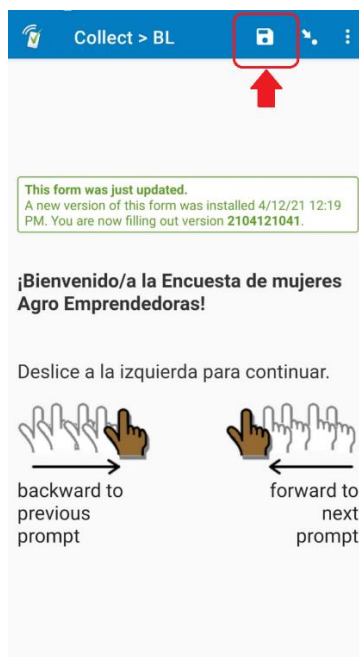 Collect > BL
This form was just updated.
A new version of this form was installed 4/12/21 12:19
PM. You are now filling out version 2104121041.
¡Bienvenido/a la Encuesta de mujeres
Agro Emprendedoras!
Deslice a la izquierda para continuar.
backward to
previous
prompt
forward to
next
prompt